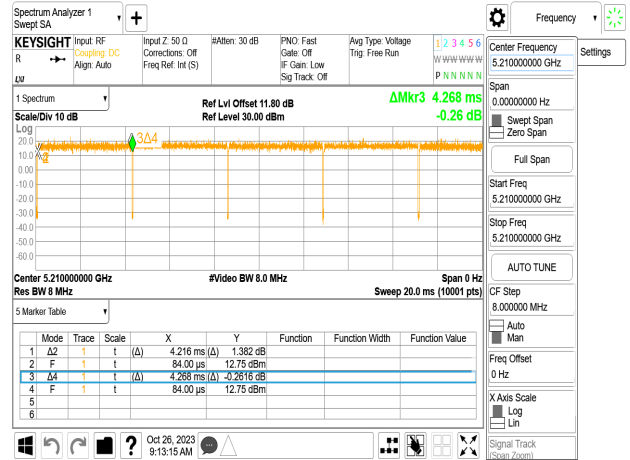 Spectrum Analyzer 1
Swept SA
Frequency
KEYSIGHT
R
LXI
Input: RF
Coupling: DC
Align: Auto
Input Z: 50 Ω
Corrections: Off
Freq Ref: Int (S)
#Atten: 30 dB
PNO: Fast
Gate: Off
IF Gain: Low
Sig Track: Off
Avg Type: Voltage
Trig: Free Run
1 2 3 4 5 6
W W W W W W
P N N N N N
Center Frequency
5.210000000 GHz
Settings
Span
0.00000000 Hz
Swept Span
Zero Span
Full Span
Start Freq
5.210000000 GHz
Stop Freq
5.210000000 GHz
AUTO TUNE
CF Step
8.000000 MHz
Auto
Man
Freq Offset
0 Hz
X Axis Scale
Log
Lin
Signal Track
(Span Zoom)
1 Spectrum
Scale/Div 10 dB
Ref Lvl Offset 11.80 dB
Ref Level 30.00 dBm
ΔMkr3 4.268 ms
-0.26 dB
Log
20.0
10.0
0.00
-10.0
-20.0
-30.0
-40.0
-50.0
-60.0
3Δ4
Center 5.210000000 GHz
Res BW 8 MHz
#Video BW 8.0 MHz
Span 0 Hz
Sweep 20.0 ms (10001 pts)
5 Marker Table
Mode Trace Scale X Y Function Function Width Function Value
1 Δ2 1 t (Δ) 4.216 ms (Δ) 1.382 dB
2 F 1 t 84.00 µs 12.75 dBm
3 Δ4 1 t (Δ) 4.268 ms (Δ) -0.2616 dB
4 F 1 t 84.00 µs 12.75 dBm
5
6
?
Oct 26, 2023
9:13:15 AM